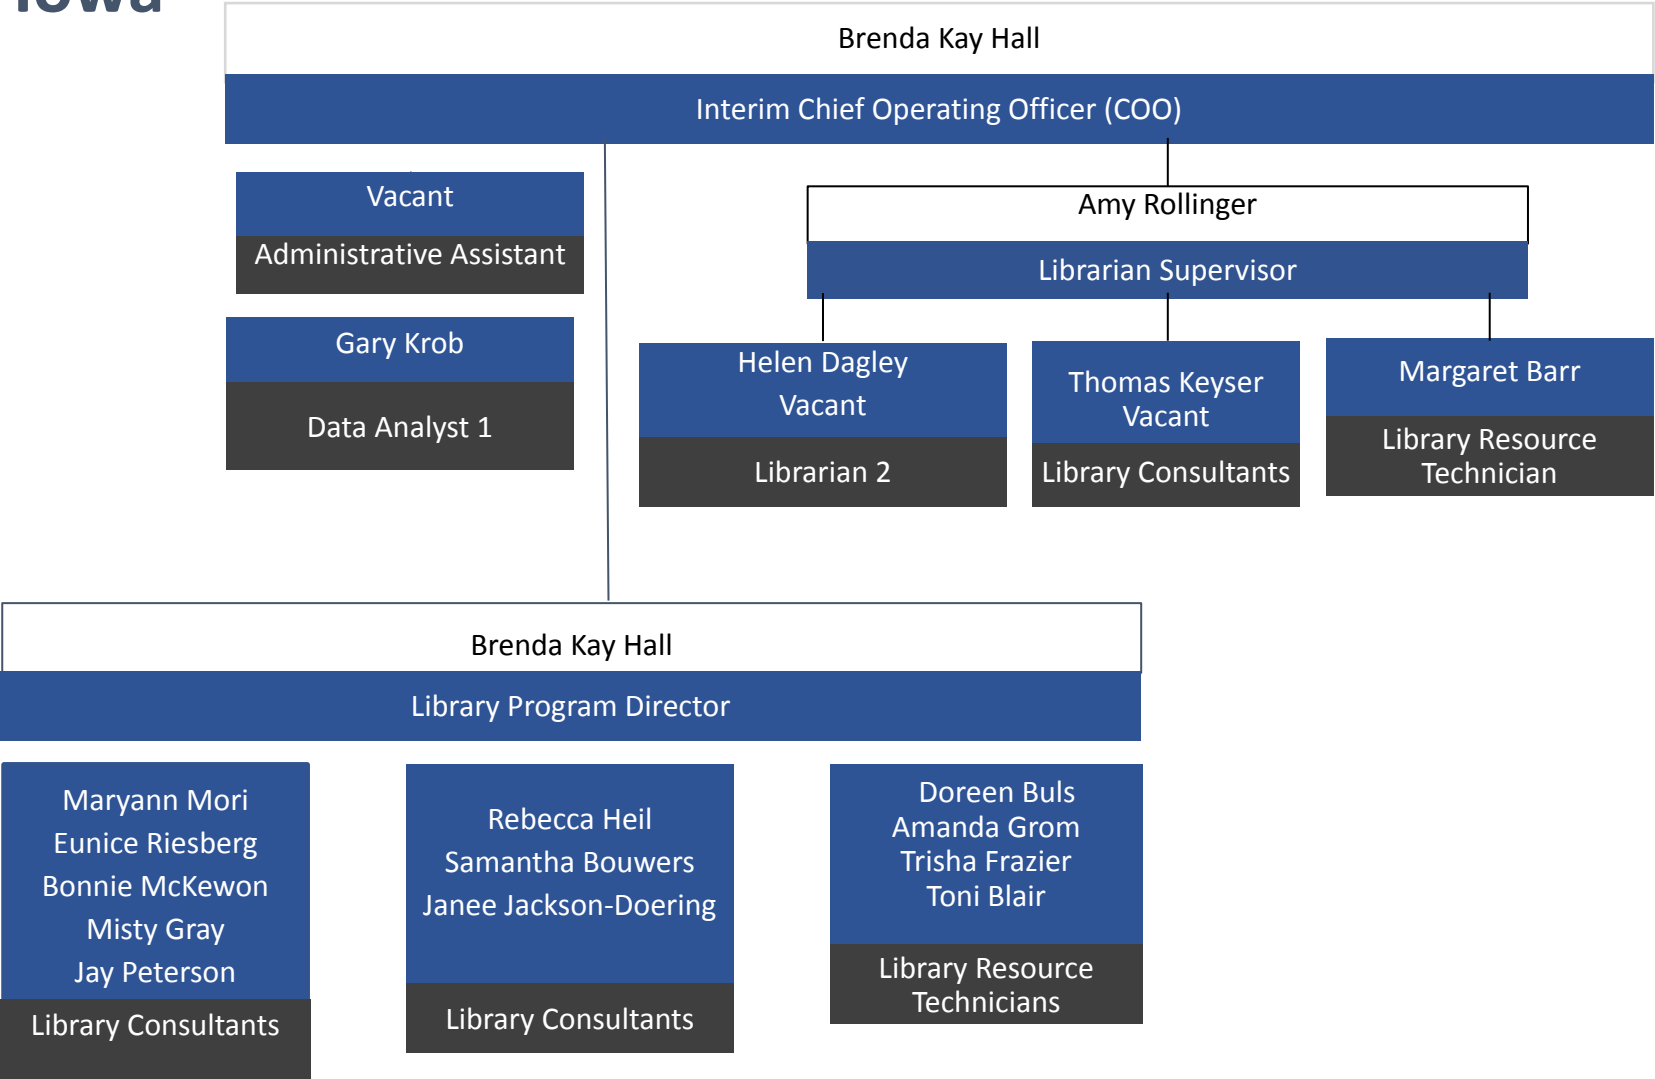 Iowa
Brenda Kay Hall
Interim Chief Operating Officer (COO)
Vacant
Administrative Assistant
Gary Krob
Data Analyst 1
Amy Rollinger
Librarian Supervisor
Helen Dagley
Vacant
Librarian 2
Thomas Keyser
Vacant
Library Consultants
Margaret Barr
Library Resource
Technician
Brenda Kay Hall
Library Program Director
Maryann Mori
Eunice Riesberg
Bonnie McKewon
Misty Gray
Jay Peterson
Library Consultants
Rebecca Heil
Samantha Bouwers
Janee Jackson-Doering
Library Consultants
Doreen Buls
Amanda Grom
Trisha Frazier
Toni Blair
Library Resource
Technicians